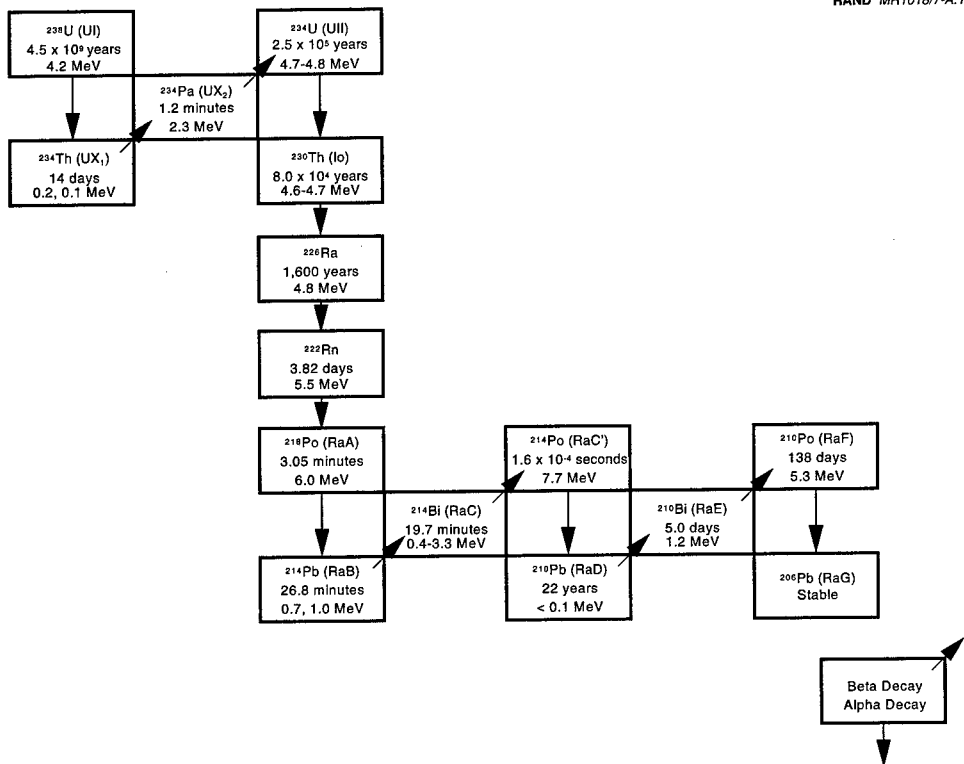 RAND MR1018/7-A.1
²³⁸U (UI)
4.5 x 10⁹ years
4.2 MeV
²³⁴U (UII)
2.5 x 10⁵ years
4.7-4.8 MeV
²³⁴Pa (UX₂)
1.2 minutes
2.3 MeV
²³⁴Th (UX₁)
14 days
0.2, 0.1 MeV
²³⁰Th (Io)
8.0 x 10⁴ years
4.6-4.7 MeV
²²⁶Ra
1,600 years
4.8 MeV
²²²Rn
3.82 days
5.5 MeV
²¹⁸Po (RaA)
3.05 minutes
6.0 MeV
²¹⁴Po (RaC')
1.6 x 10⁻⁴ seconds
7.7 MeV
²¹⁰Po (RaF)
138 days
5.3 MeV
²¹⁴Bi (RaC)
19.7 minutes
0.4-3.3 MeV
²¹⁰Bi (RaE)
5.0 days
1.2 MeV
²¹⁴Pb (RaB)
26.8 minutes
0.7, 1.0 MeV
²¹⁰Pb (RaD)
22 years
< 0.1 MeV
²⁰⁶Pb (RaG)
Stable
Beta Decay
Alpha Decay